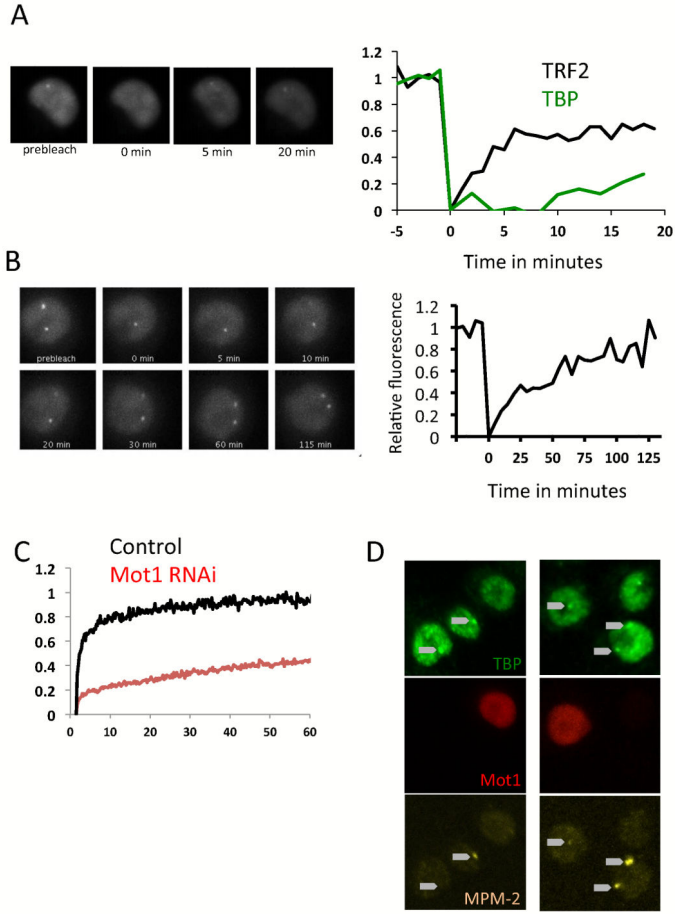 A
prebleach
0 min
5 min
20 min
1.2
1
0.8
0.6
0.4
0.2
0
TRF2
TBP
-5
0
5
10
15
20
Time in minutes
B
prebleach
0 min
5 min
10 min
20 min
30 min
60 min
115 min
Relative fluorescence
1.2
1
0.8
0.6
0.4
0.2
0
0
25
50
75
100
125
Time in minutes
C
Control
Mot1 RNAi
1.2
1
0.8
0.6
0.4
0.2
0
0
10
20
30
40
50
60
D
TBP
Mot1
MPM-2